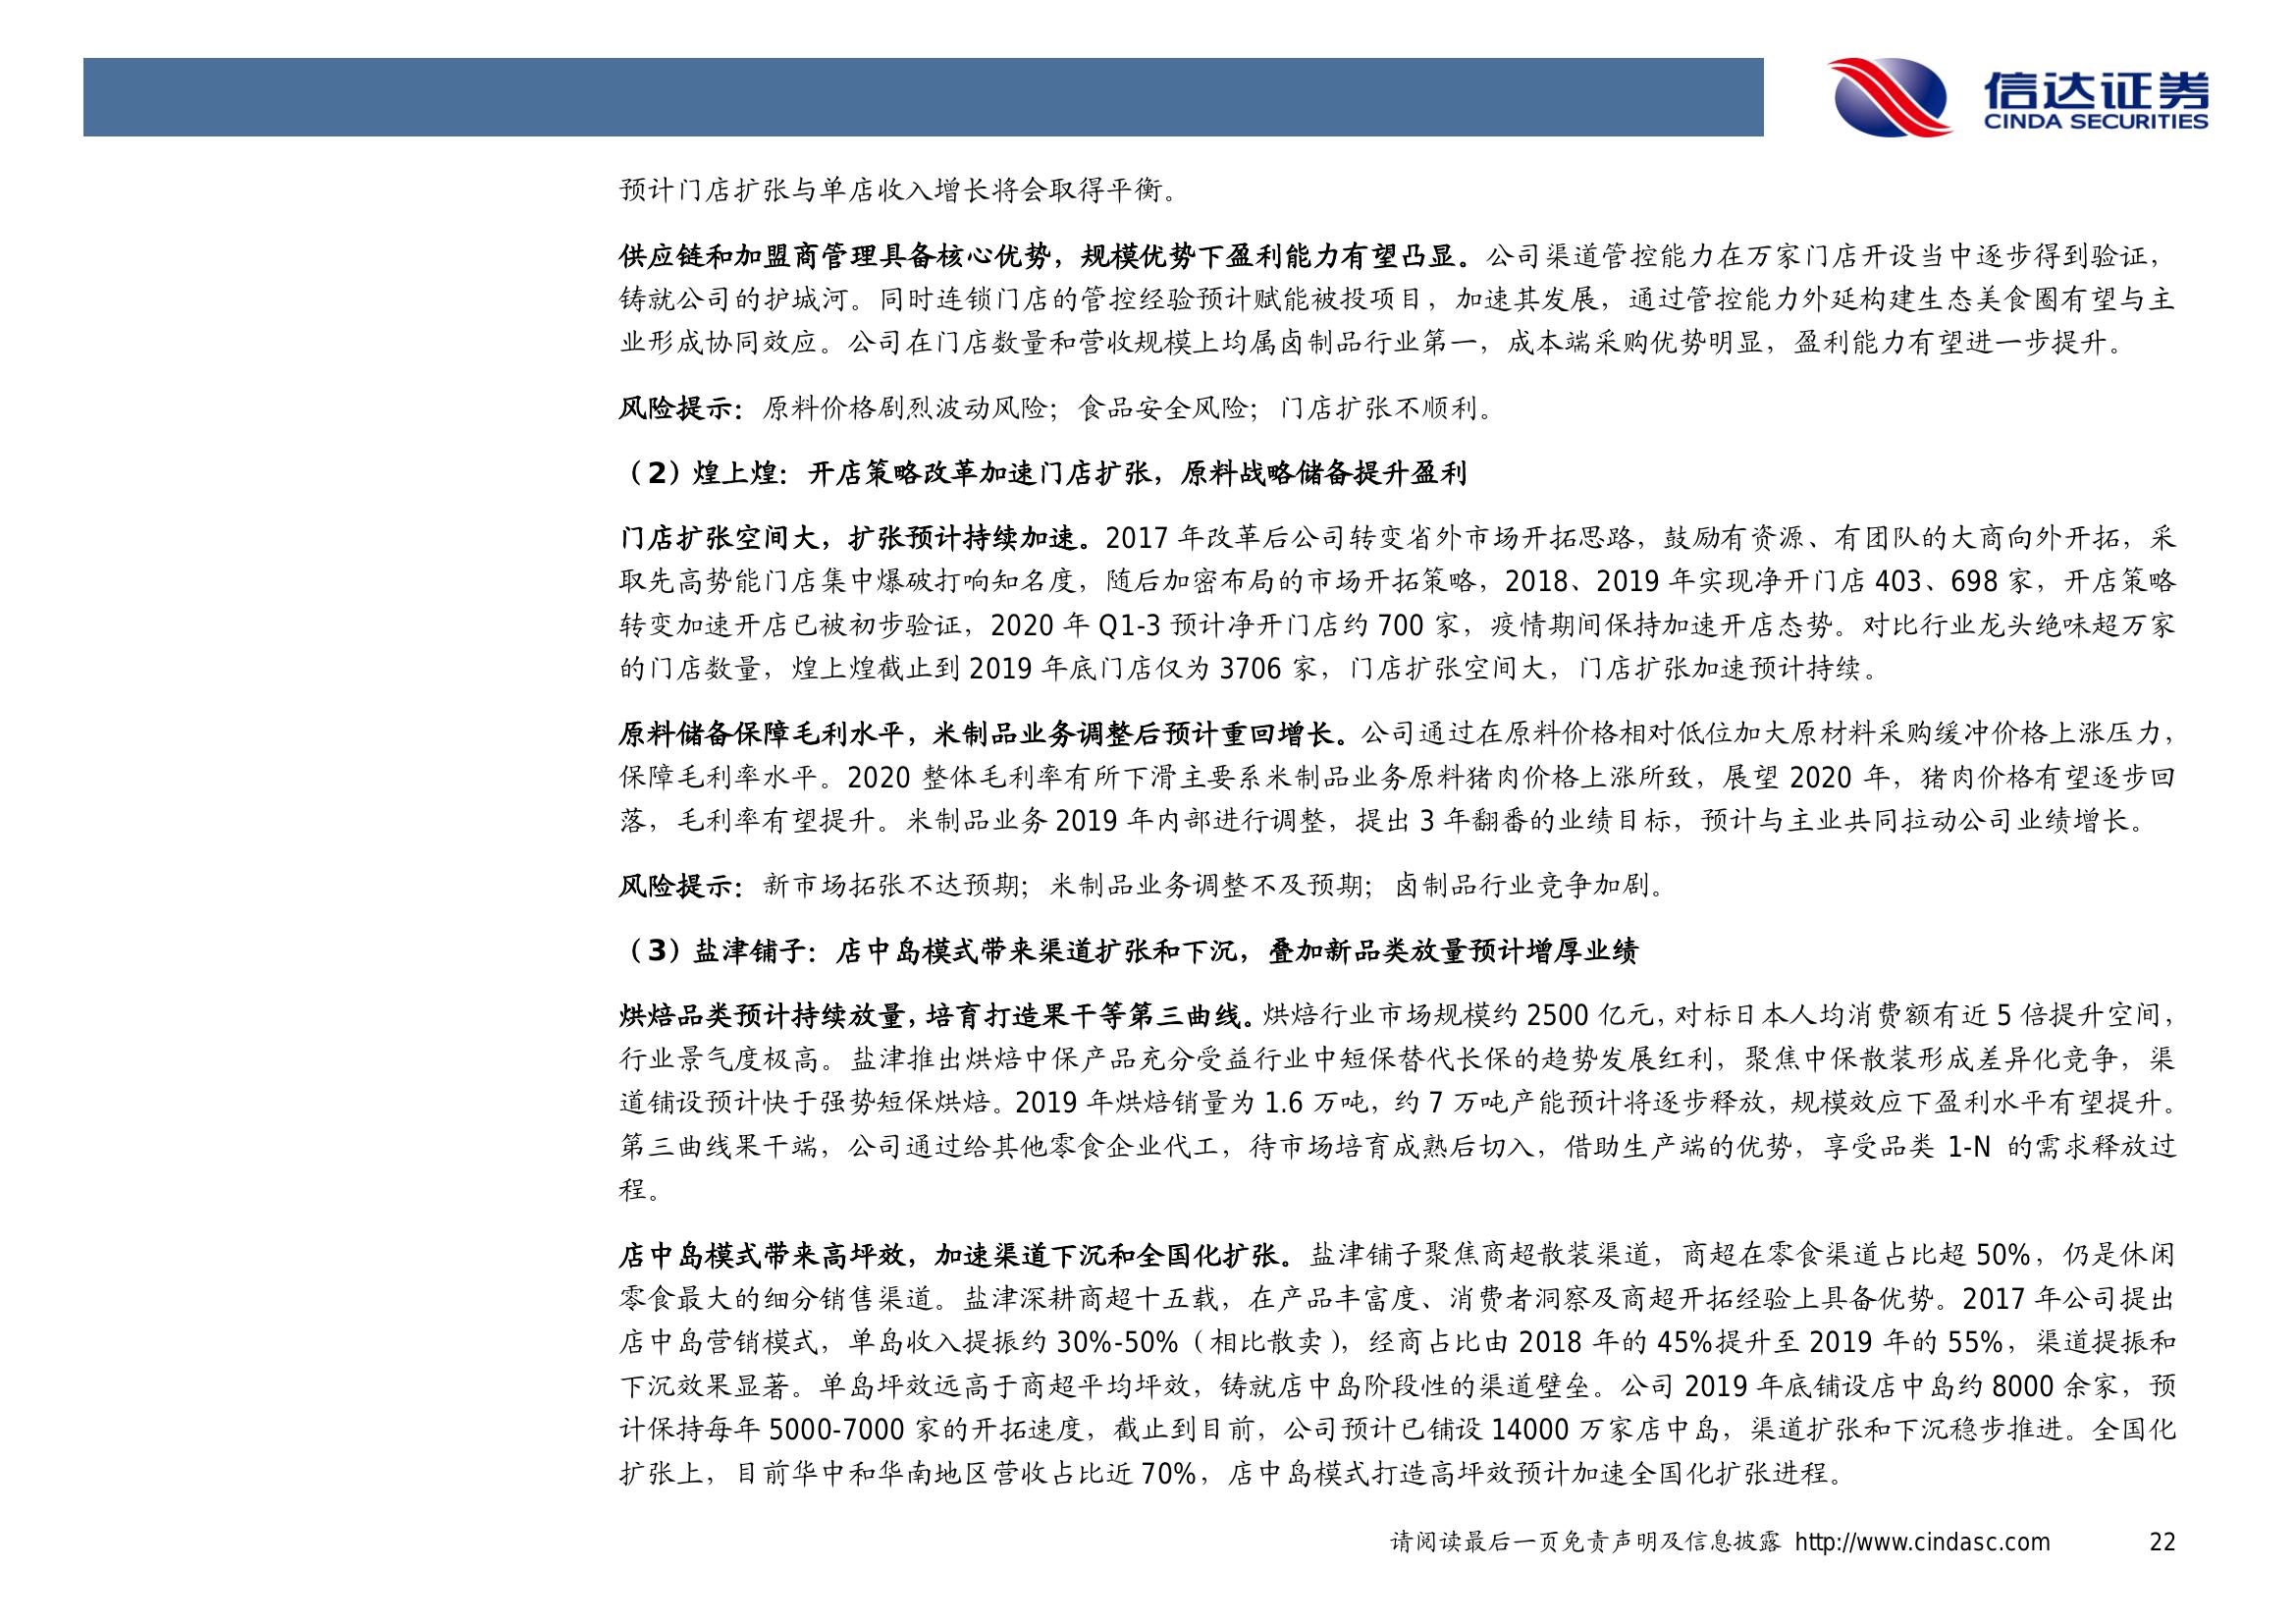 信达证券
CINDA SECURITIES
预计门店扩张与单店收入增长将会取得平衡。
供应链和加盟商管理具备核心优势，规模优势下盈利能力有望凸显。公司渠道管控能力在万家门店开设当中逐步得到验证，
铸就公司的护城河。同时连锁门店的管控经验预计赋能被投项目，加速其发展，通过管控能力外延构建生态美食圈有望与主
业形成协同效应。公司在门店数量和营收规模上均属卤制品行业第一，成本端采购优势明显，盈利能力有望进一步提升。
风险提示：原料价格剧烈波动风险；食品安全风险；门店扩张不顺利。
（2）煌上煌：开店策略改革加速门店扩张，原料战略储备提升盈利
门店扩张空间大，扩张预计持续加速。2017 年改革后公司转变省外市场开拓思路，鼓励有资源、有团队的大商向外开拓，采
取先高势能门店集中爆破打响知名度，随后加密布局的市场开拓策略，2018、2019 年实现净开门店 403、698 家，开店策略
转变加速开店已被初步验证，2020 年 Q1-3 预计净开门店约 700 家，疫情期间保持加速开店态势。对比行业龙头绝味超万家
的门店数量，煌上煌截止到 2019 年底门店仅为 3706 家，门店扩张空间大，门店扩张加速预计持续。
原料储备保障毛利水平，米制品业务调整后预计重回增长。公司通过在原料价格相对低位加大原材料采购缓冲价格上涨压力，
保障毛利率水平。2020 整体毛利率有所下滑主要系米制品业务原料猪肉价格上涨所致，展望 2020 年，猪肉价格有望逐步回
落，毛利率有望提升。米制品业务 2019 年内部进行调整，提出 3 年翻番的业绩目标，预计与主业共同拉动公司业绩增长。
风险提示：新市场拓张不达预期；米制品业务调整不及预期；卤制品行业竞争加剧。
（3）盐津铺子：店中岛模式带来渠道扩张和下沉，叠加新品类放量预计增厚业绩
烘焙品类预计持续放量，培育打造果干等第三曲线。烘焙行业市场规模约 2500 亿元，对标日本人均消费额有近 5 倍提升空间，
行业景气度极高。盐津推出烘焙中保产品充分受益行业中短保替代长保的趋势发展红利，聚焦中保散装形成差异化竞争，渠
道铺设预计快于强势短保烘焙。2019 年烘焙销量为 1.6 万吨，约 7 万吨产能预计将逐步释放，规模效应下盈利水平有望提升。
第三曲线果干端，公司通过给其他零食企业代工，待市场培育成熟后切入，借助生产端的优势，享受品类 1-N 的需求释放过
程。
店中岛模式带来高坪效，加速渠道下沉和全国化扩张。盐津铺子聚焦商超散装渠道，商超在零食渠道占比超 50%，仍是休闲
零食最大的细分销售渠道。盐津深耕商超十五载，在产品丰富度、消费者洞察及商超开拓经验上具备优势。2017 年公司提出
店中岛营销模式，单岛收入提振约 30%-50%（相比散卖），经商占比由 2018 年的 45%提升至 2019 年的 55%，渠道提振和
下沉效果显著。单岛坪效远高于商超平均坪效，铸就店中岛阶段性的渠道壁垒。公司 2019 年底铺设店中岛约 8000 余家，预
计保持每年 5000-7000 家的开拓速度，截止到目前，公司预计已铺设 14000 万家店中岛，渠道扩张和下沉稳步推进。全国化
扩张上，目前华中和华南地区营收占比近 70%，店中岛模式打造高坪效预计加速全国化扩张进程。
请阅读最后一页免责声明及信息披露 http://www.cindasc.com 22